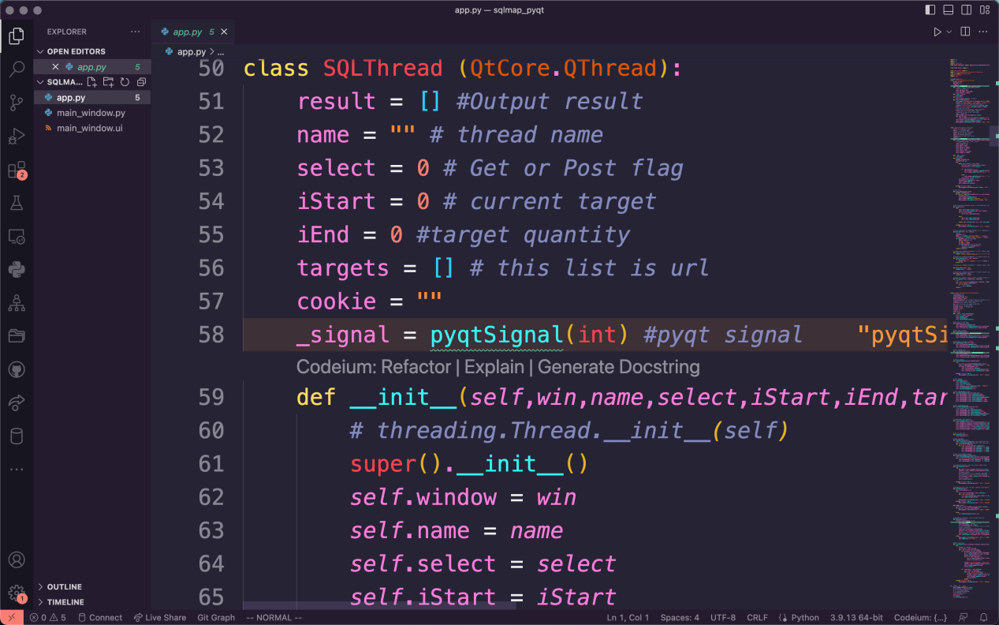 app.py — sqlmap_pyqt
EXPLORER
app.py 5
OPEN EDITORS
app.py 5
app.py > ...
SQLMA...
app.py 5
main_window.py
main_window.ui
50 class SQLThread (QtCore.QThread):
51 result = [] #Output result
52 name = "" # thread name
53 select = 0 # Get or Post flag
54 iStart = 0 # current target
55 iEnd = 0 #target quantity
56 targets = [] # this list is url
57 cookie = ""
58 _signal = pyqtSignal(int) #pyqt signal "pyqtSi
Codeium: Refactor | Explain | Generate Docstring
59 def __init__(self,win,name,select,iStart,iEnd,tar
60 # threading.Thread.__init__(self)
61 super().__init__()
62 self.window = win
63 self.name = name
64 self.select = select
65 self.iStart = iStart
2
1
OUTLINE
TIMELINE
0 5 Connect Live Share Git Graph -- NORMAL -- Ln 1, Col 1 Spaces: 4 UTF-8 CRLF Python 3.9.13 64-bit Codeium: {...}